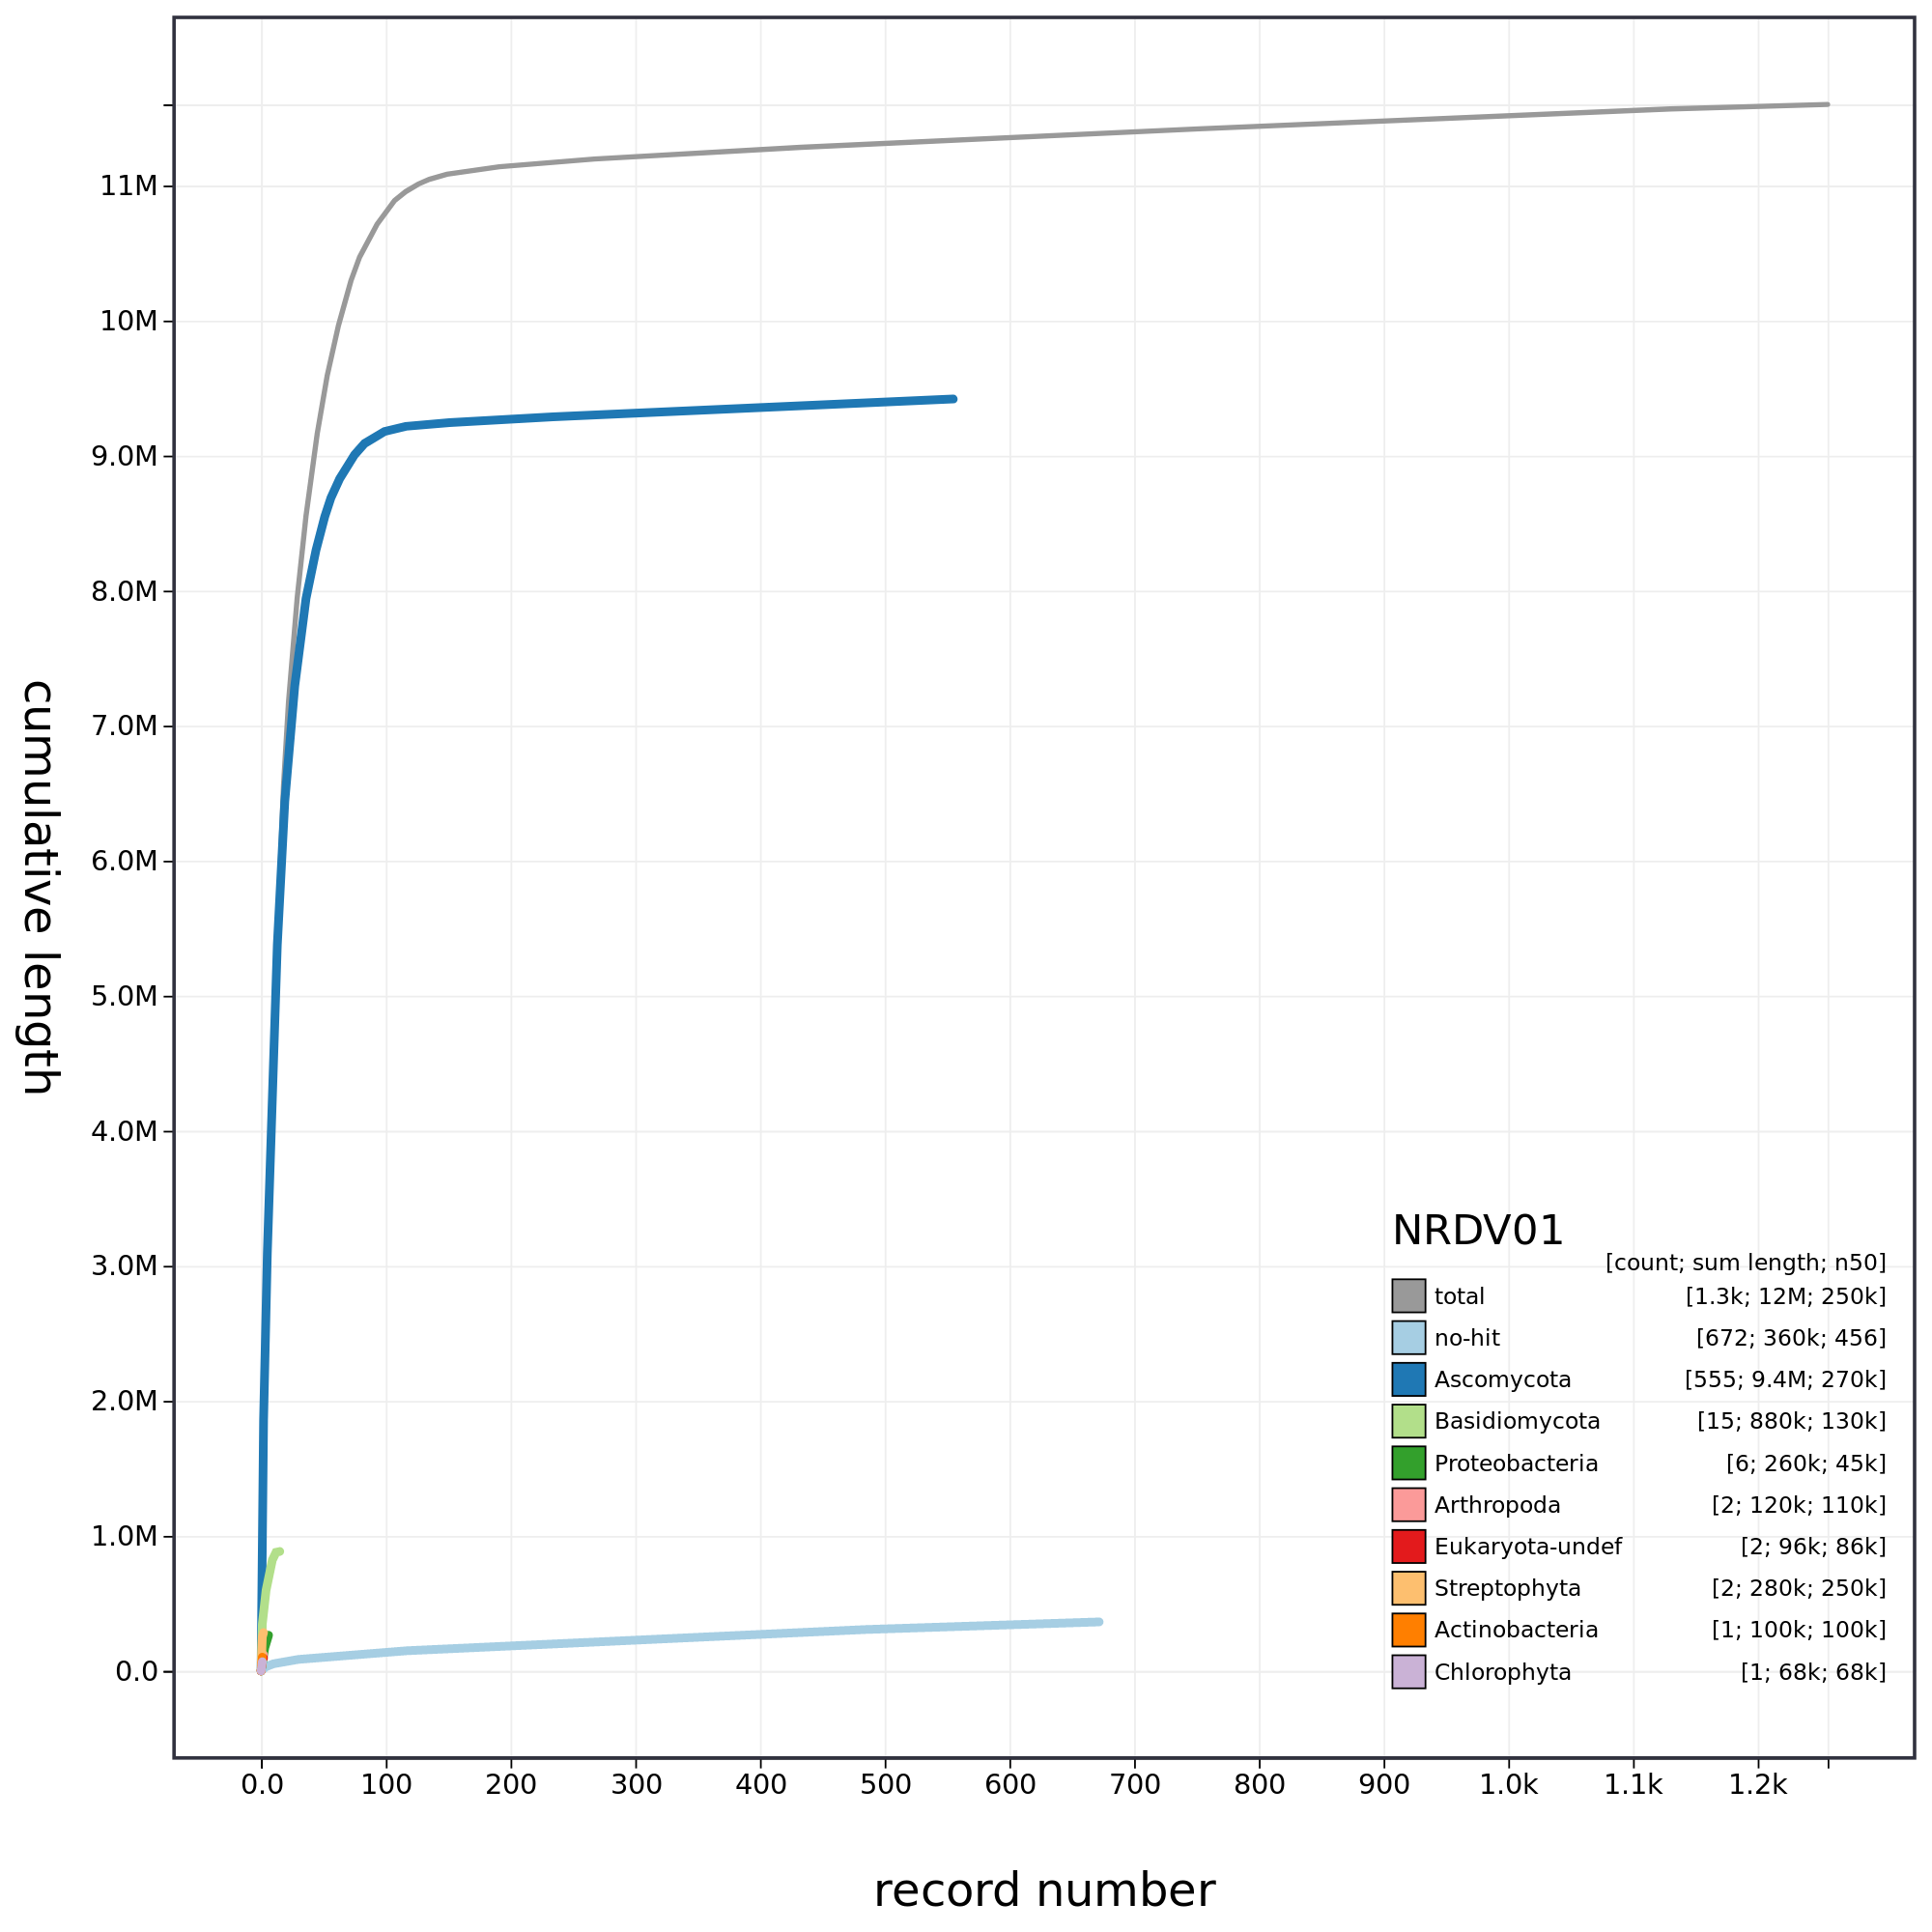 11M
10M
9.0M
8.0M
7.0M
6.0M
5.0M
4.0M
3.0M
2.0M
1.0M
0.0
cumulative length
NRDV01
[count; sum length; n50]
total [1.3k; 12M; 250k]
no-hit [672; 360k; 456]
Ascomycota [555; 9.4M; 270k]
Basidiomycota [15; 880k; 130k]
Proteobacteria [6; 260k; 45k]
Arthropoda [2; 120k; 110k]
Eukaryota-undef [2; 96k; 86k]
Streptophyta [2; 280k; 250k]
Actinobacteria [1; 100k; 100k]
Chlorophyta [1; 68k; 68k]
0.0 100 200 300 400 500 600 700 800 900 1.0k 1.1k 1.2k
record number